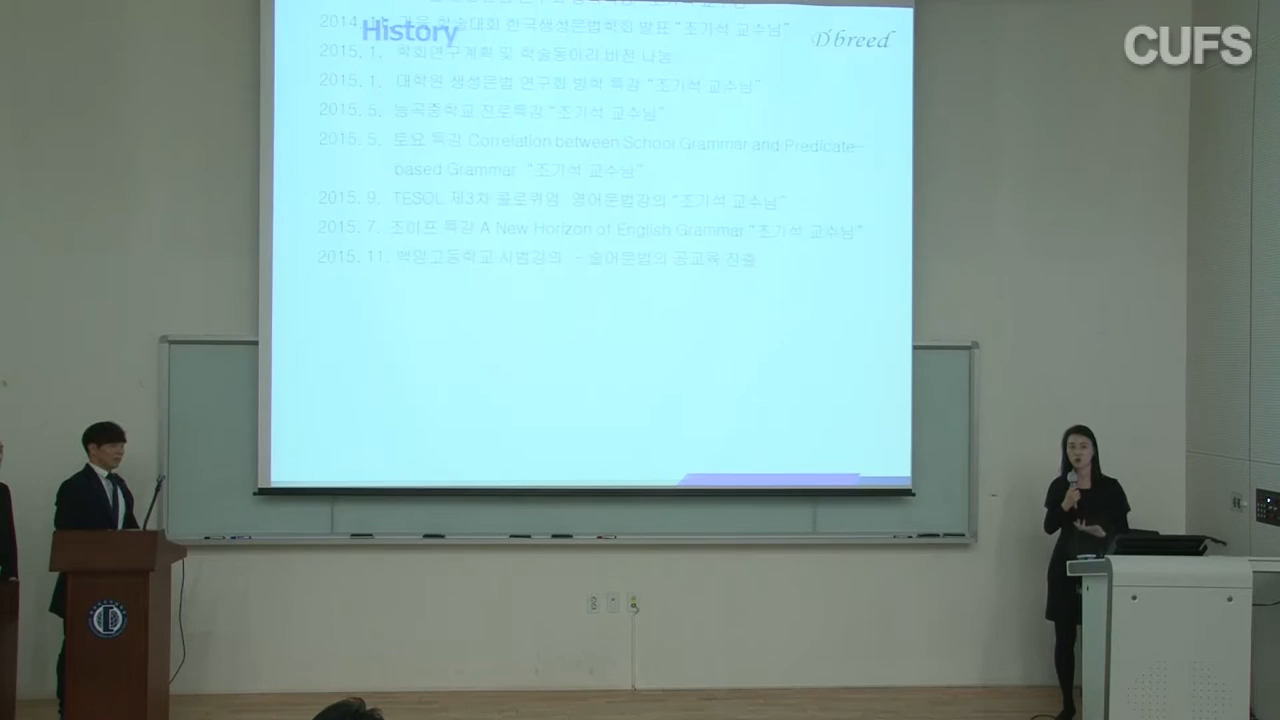 CUFS
History
D'breed
2014. 11. 가을 학술대회 한국생성문법학회 발표 “조기석 교수님”
2015. 1. 학회연구계획 및 학술동아리 비전 나눔
2015. 1. 대학원 생성문법 연구회 방학 특강 “조기석 교수님”
2015. 5. 능곡중학교 진로특강 “조기석 교수님”
2015. 5. 토요 특강 Correlation between School Grammar and Predicate-
based Grammar “조기석 교수님”
2015. 9. TESOL 제3차 콜로퀴엄 영어문법강의 “조기석 교수님”
2015. 7. 조이프 특강 A New Horizon of English Grammar “조기석 교수님”
2015. 11. 백양고등학교 시범강의 - 술어문법의 공교육 진출